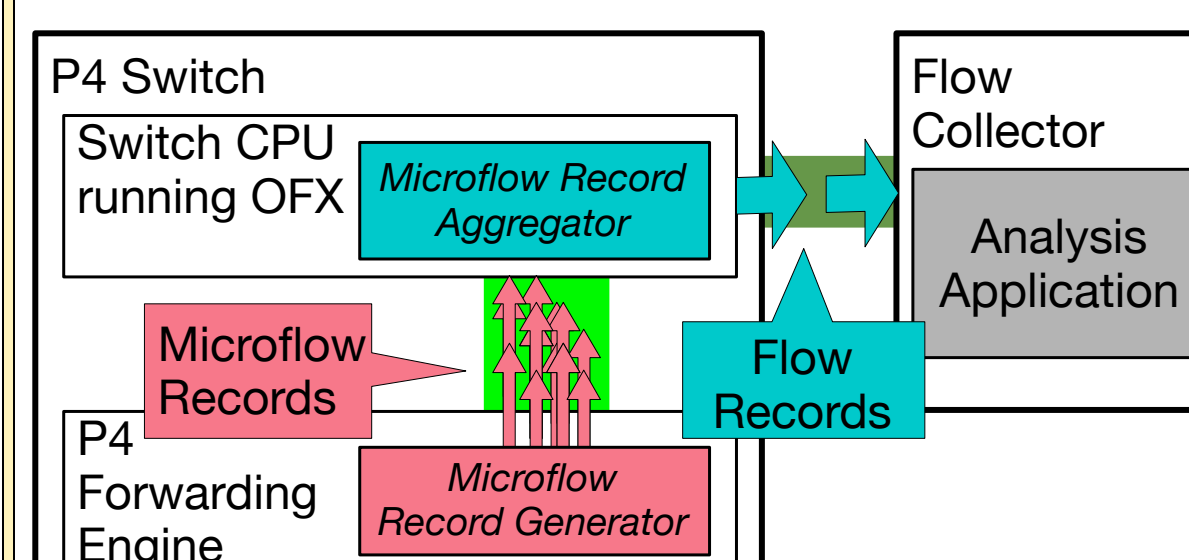 P4 Switch
Switch CPU
running OFX
Microflow Record
Aggregator
Flow
Collector
Analysis
Application
Microflow
Records
Flow
Records
P4
Forwarding
Engine
Microflow
Record Generator